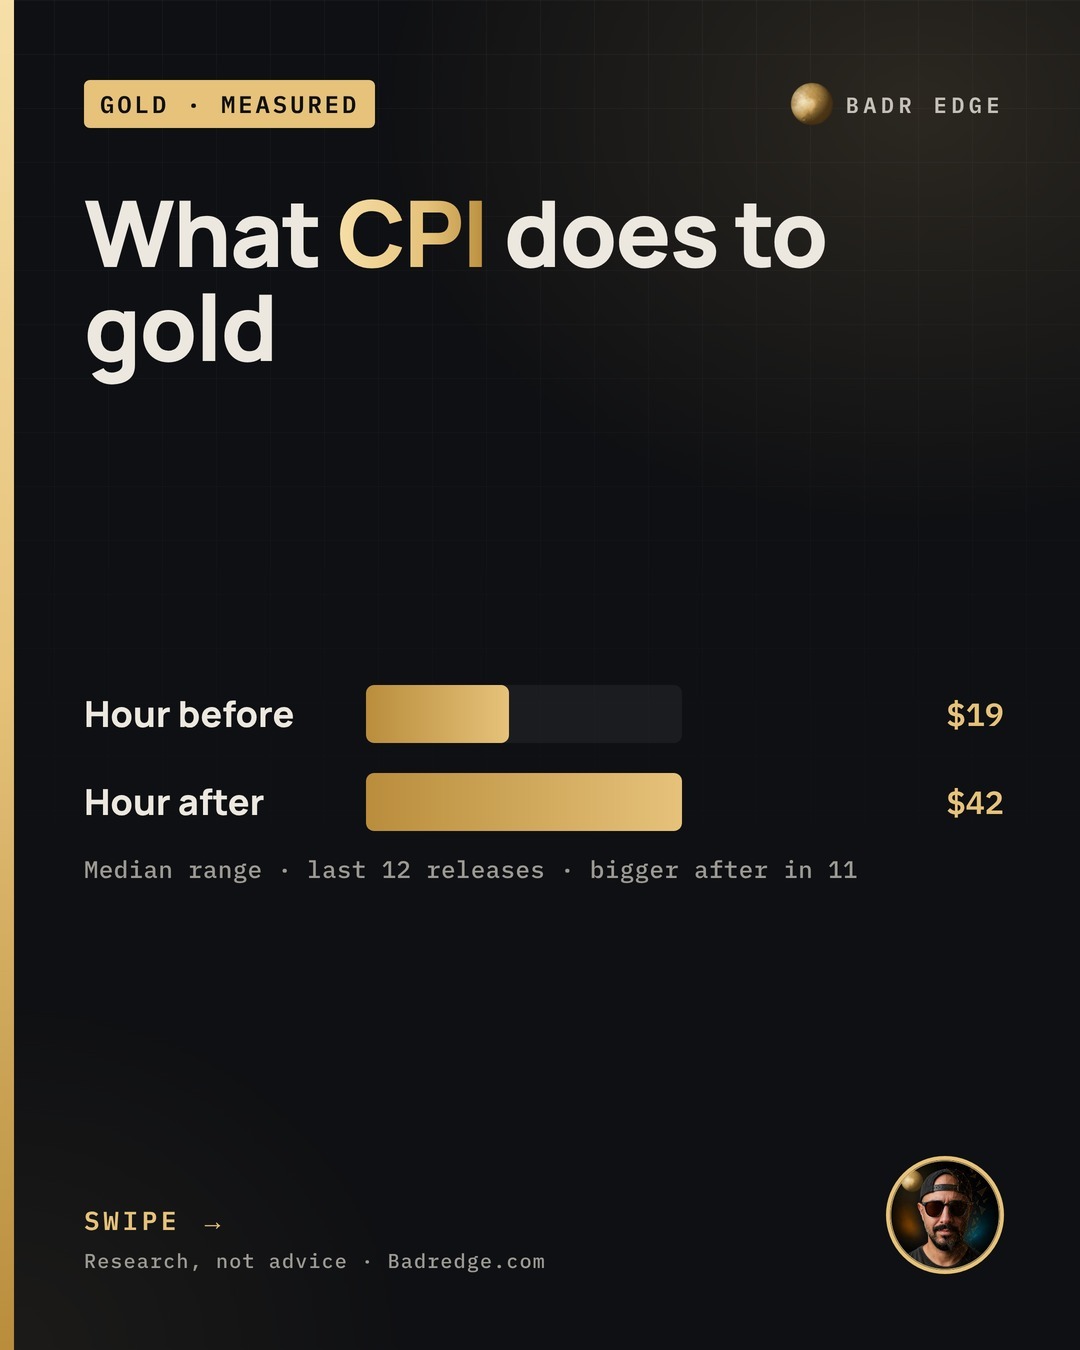 GOLD · MEASURED
BADR EDGE
What CPI does to
gold
Hour before
$19
Hour after
$42
Median range · last 12 releases · bigger after in 11
SWIPE →
Research, not advice · Badredge.com